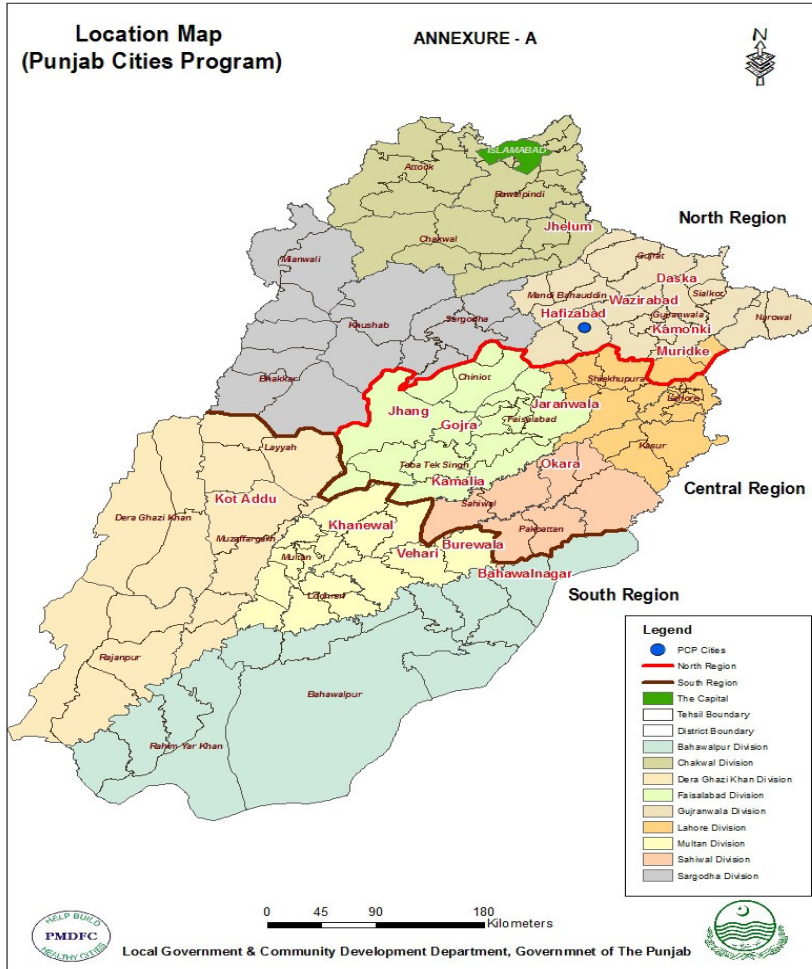 Location Map
(Punjab Cities Program)
ANNEXURE - A
N
ISLAMABAD
Attock
Rawalpindi
North Region
Jhelum
Chakwal
Gujrat
Mianwali
Daska
Mandi Bahauddin
Wazirabad
Sialkot
Hafizabad
Gujranwala
Narowal
Khushab
Sargodha
Kamonki
Muridke
Bhakkar
Chiniot
Shiekhupura
Jhang
Jaranwala
Lahore
Gojra
Faisalabad
Layyah
Kasur
Toba Tek Singh
Okara
Kamalia
Central Region
Kot Addu
Dera Ghazi Khan
Sahiwal
Khanewal
Muzaffargarh
Pakpattan
Burewala
Multan
Vehari
Bahawalnagar
Lodhran
South Region
Rajanpur
Bahawalpur
Rahim Yar Khan
Legend
PCP Cities
North Region
South Region
The Capital
Tehsil Boundary
District Boundary
Bahawalpur Division
Chakwal Division
Dera Ghazi Khan Division
Faisalabad Division
Gujranwala Division
Lahore Division
Multan Division
Sahiwal Division
Sargodha Division
HELP BUILD
PMDFC
HEALTHY CITIES
0 45 90 180
Kilometers
Local Government & Community Development Department, Governmnet of The Punjab